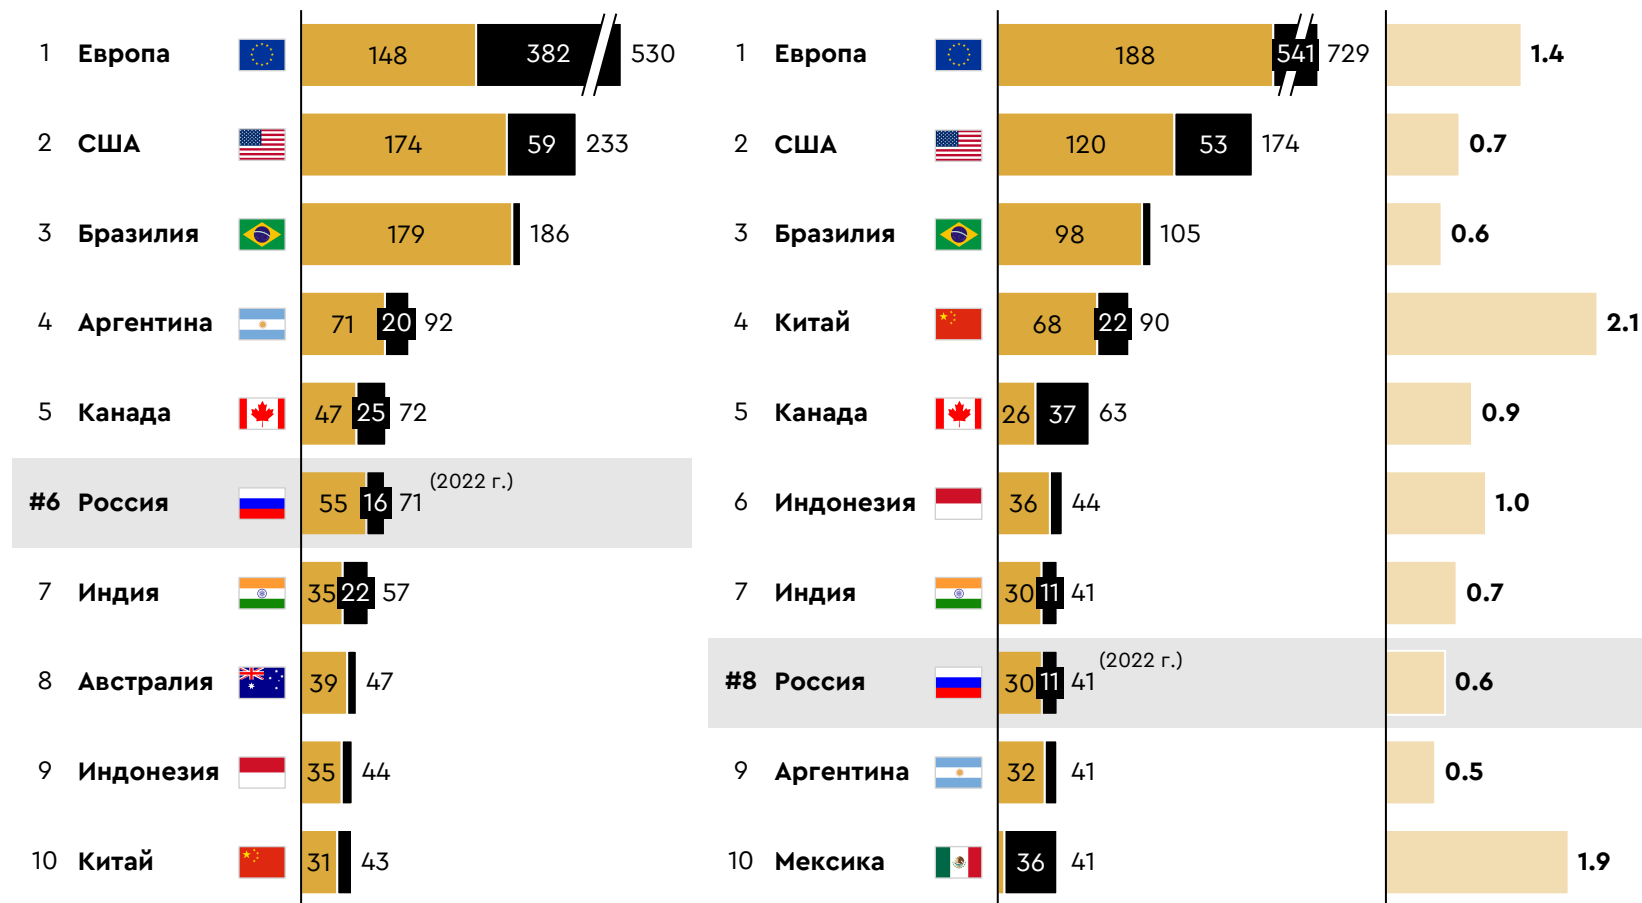 1 Европа 148 382 530
2 США 174 59 233
3 Бразилия 179 186
4 Аргентина 71 20 92
5 Канада 47 25 72
#6 Россия 55 16 71 (2022 г.)
7 Индия 35 22 57
8 Австралия 39 47
9 Индонезия 35 44
10 Китай 31 43
1 Европа 188 541 729 1.4
2 США 120 53 174 0.7
3 Бразилия 98 105 0.6
4 Китай 68 22 90 2.1
5 Канада 26 37 63 0.9
6 Индонезия 36 44 1.0
7 Индия 30 11 41 0.7
#8 Россия 30 11 41 (2022 г.) 0.6
9 Аргентина 32 41 0.5
10 Мексика 36 41 1.9